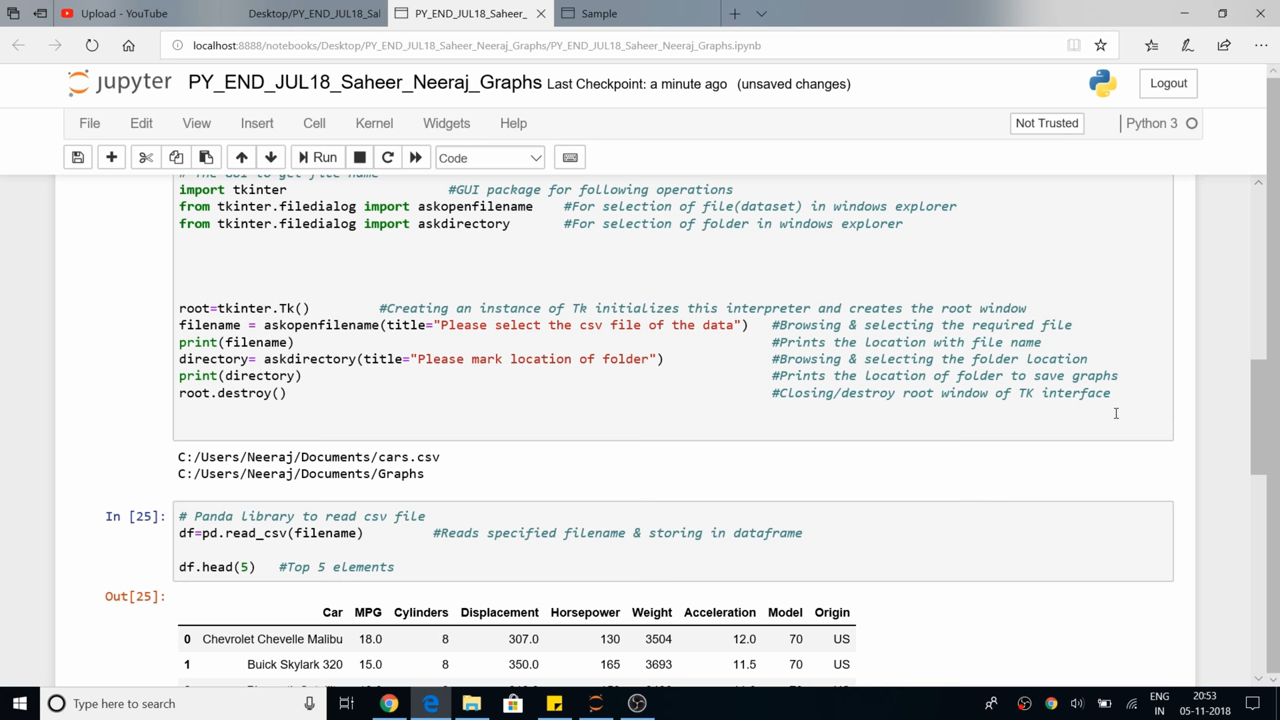 Upload - YouTube
Desktop/PY_END_JUL18_Sal
PY_END_JUL18_Saheer_
Sample
localhost:8888/notebooks/Desktop/PY_END_JUL18_Saheer_Neeraj_Graphs/PY_END_JUL18_Saheer_Neeraj_Graphs.ipynb
jupyter PY_END_JUL18_Saheer_Neeraj_Graphs Last Checkpoint: a minute ago (unsaved changes) Logout
File Edit View Insert Cell Kernel Widgets Help Not Trusted Python 3
Run Code
# The GUI to get file name
import tkinter #GUI package for following operations
from tkinter.filedialog import askopenfilename #For selection of file(dataset) in windows explorer
from tkinter.filedialog import askdirectory #For selection of folder in windows explorer
root=tkinter.Tk() #Creating an instance of Tk initializes this interpreter and creates the root window
filename = askopenfilename(title="Please select the csv file of the data") #Browsing & selecting the required file
print(filename) #Prints the location with file name
directory= askdirectory(title="Please mark location of folder") #Browsing & selecting the folder location
print(directory) #Prints the location of folder to save graphs
root.destroy() #Closing/destroy root window of TK interface
C:/Users/Neeraj/Documents/cars.csv
C:/Users/Neeraj/Documents/Graphs
In [25]: # Panda library to read csv file
df=pd.read_csv(filename) #Reads specified filename & storing in dataframe
df.head(5) #Top 5 elements
Out[25]:
Car MPG Cylinders Displacement Horsepower Weight Acceleration Model Origin
0 Chevrolet Chevelle Malibu 18.0 8 307.0 130 3504 12.0 70 US
1 Buick Skylark 320 15.0 8 350.0 165 3693 11.5 70 US
Type here to search
ENG 20:53
IN 05-11-2018